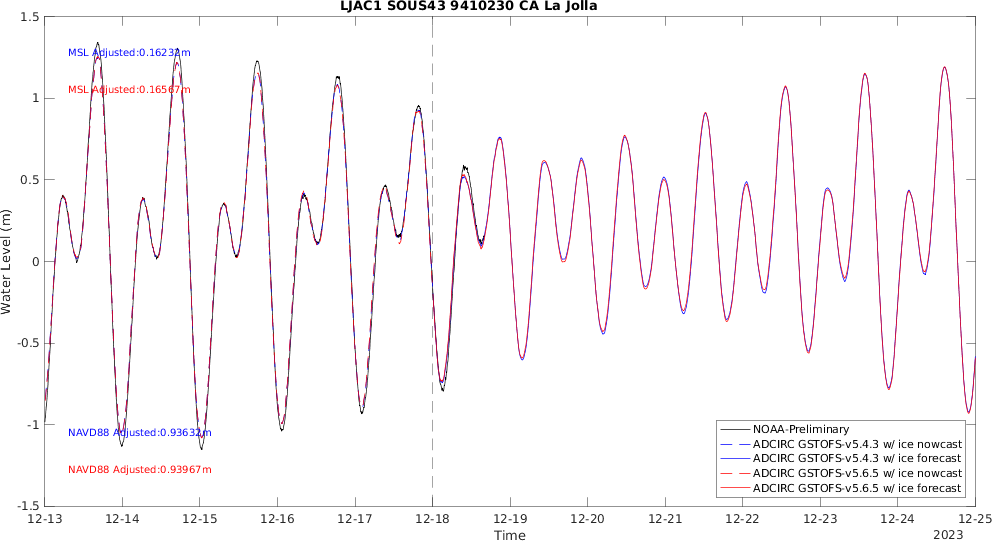 LJAC1 SOUS43 9410230 CA La Jolla
1.5
MSL Adjusted:0.16232m
MSL Adjusted:0.16567m
1
0.5
0
-0.5
-1
-1.5
Water Level (m)
NAVD88 Adjusted:0.93632m
NAVD88 Adjusted:0.93967m
NOAA-Preliminary
ADCIRC GSTOFS-v5.4.3 w/ ice nowcast
ADCIRC GSTOFS-v5.4.3 w/ ice forecast
ADCIRC GSTOFS-v5.6.5 w/ ice nowcast
ADCIRC GSTOFS-v5.6.5 w/ ice forecast
12-13 12-14 12-15 12-16 12-17 12-18 12-19 12-20 12-21 12-22 12-23 12-24 12-25
Time
2023